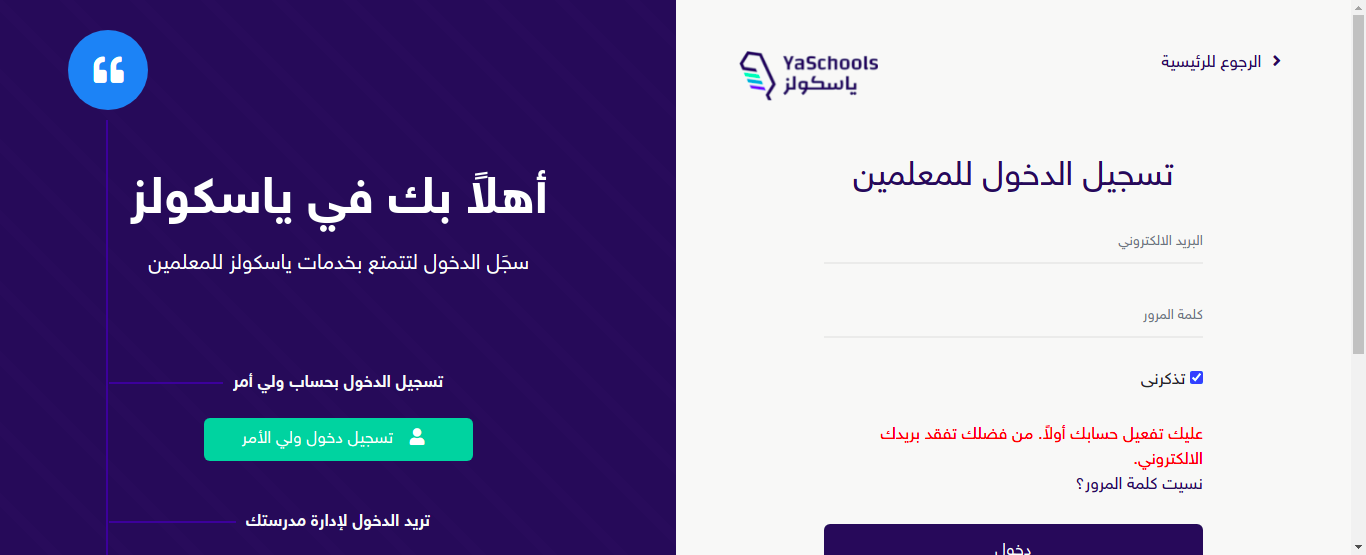 الرجوع للرئيسية
YaSchools
ياسكولز
تسجيل الدخول للمعلمين
البريد الالكتروني
كلمة المرور
تذكرنى
عليك تفعيل حسابك أولاً. من فضلك تفقد بريدك
الالكتروني.
نسيت كلمة المرور؟
دخول
أهلاً بك في ياسكولز
سجَل الدخول لتتمتع بخدمات ياسكولز للمعلمين
تسجيل الدخول بحساب ولي أمر
تسجيل دخول ولي الأمر
تريد الدخول لإدارة مدرستك